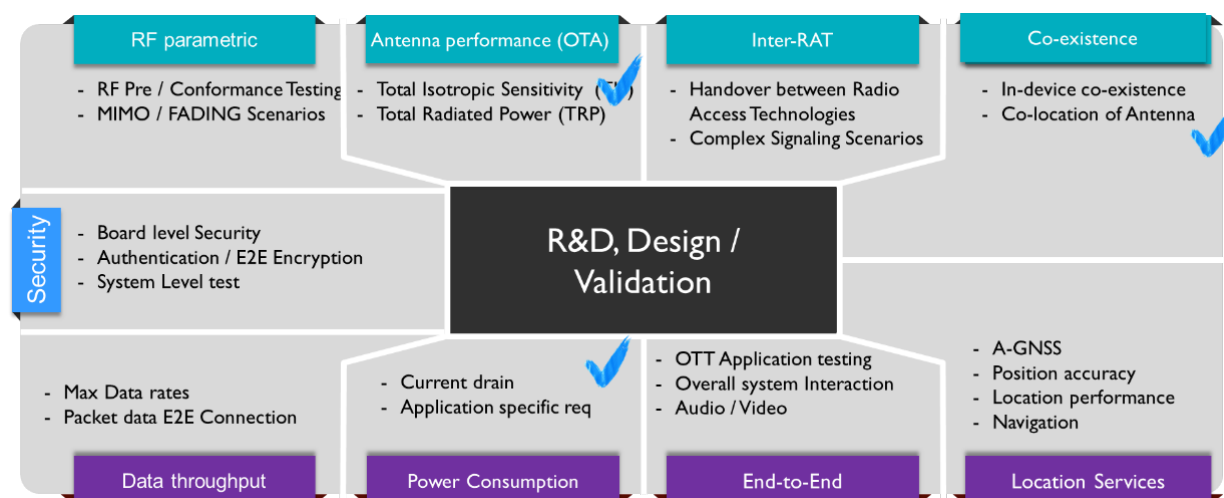 RF parametric
- RF Pre / Conformance Testing
- MIMO / FADING Scenarios
Antenna performance (OTA)
- Total Isotropic Sensitivity
- Total Radiated Power (TRP)
Inter-RAT
- Handover between Radio
Access Technologies
- Complex Signaling Scenarios
Co-existence
- In-device co-existence
- Co-location of Antenna
Security
- Board level Security
- Authentication / E2E Encryption
- System Level test
R&D, Design /
Validation
- Max Data rates
- Packet data E2E Connection
Data throughput
- Current drain
- Application specific req
Power Consumption
- OTT Application testing
- Overall system Interaction
- Audio / Video
End-to-End
- A-GNSS
- Position accuracy
- Location performance
- Navigation
Location Services